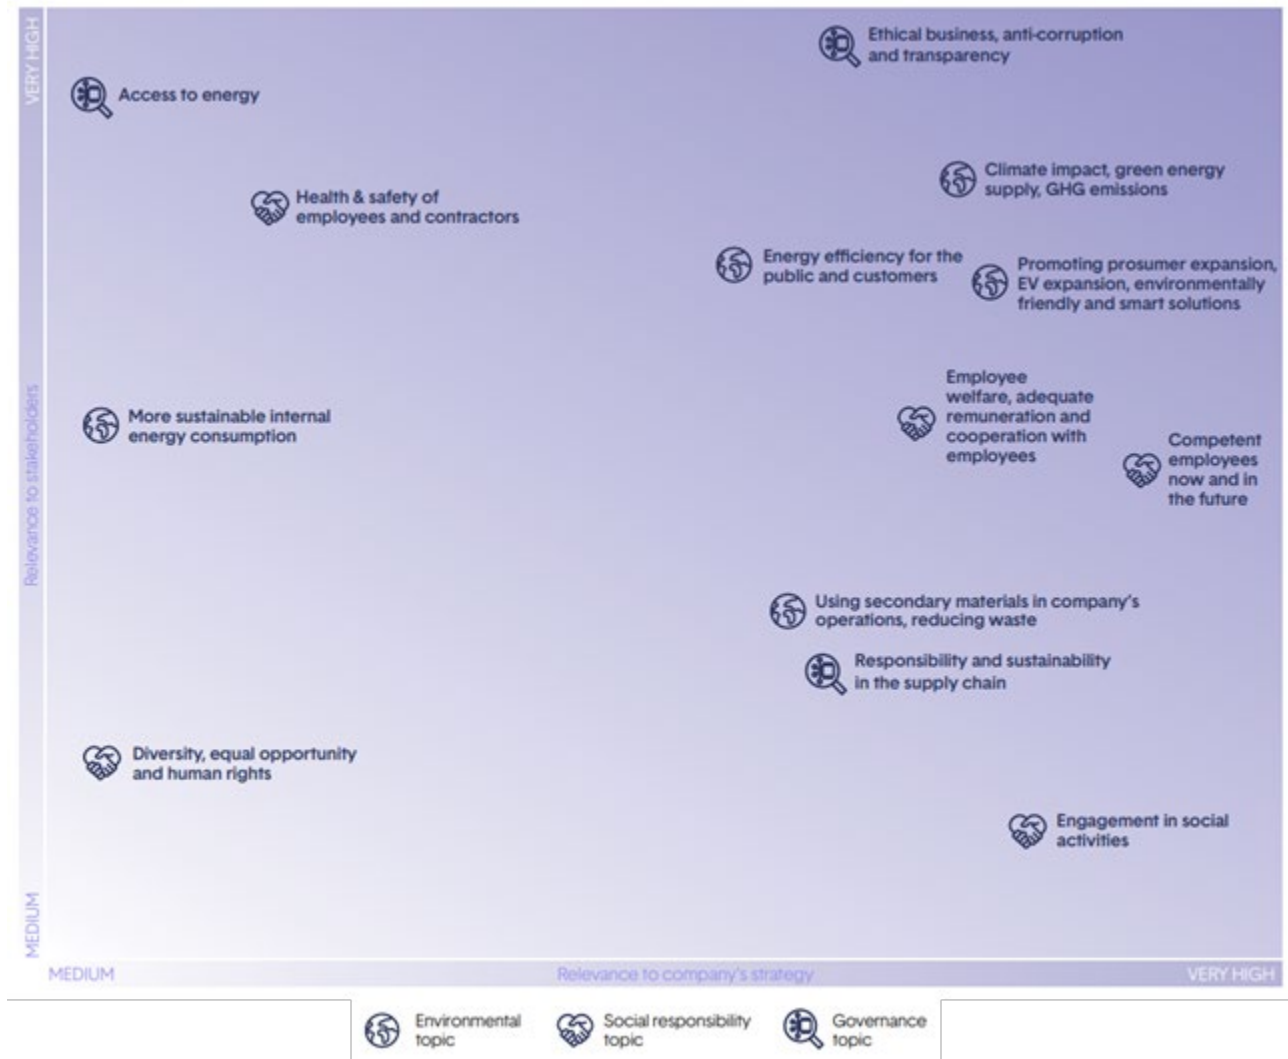 VERY HIGH
Ethical business, anti-corruption
and transparency
Access to energy
Climate impact, green energy
supply, GHG emissions
Health & safety of
employees and contractors
Energy efficiency for the
public and customers
Promoting prosumer expansion,
EV expansion, environmentally
friendly and smart solutions
Employee
welfare, adequate
remuneration and
cooperation with
employees
More sustainable internal
energy consumption
Competent
employees
now and in
the future
Relevance to stakeholders
Using secondary materials in company's
operations, reducing waste
Responsibility and sustainability
in the supply chain
Diversity, equal opportunity
and human rights
Engagement in social
activities
MEDIUM
MEDIUM
Relevance to company's strategy
VERY HIGH
Environmental
topic
Social responsibility
topic
Governance
topic